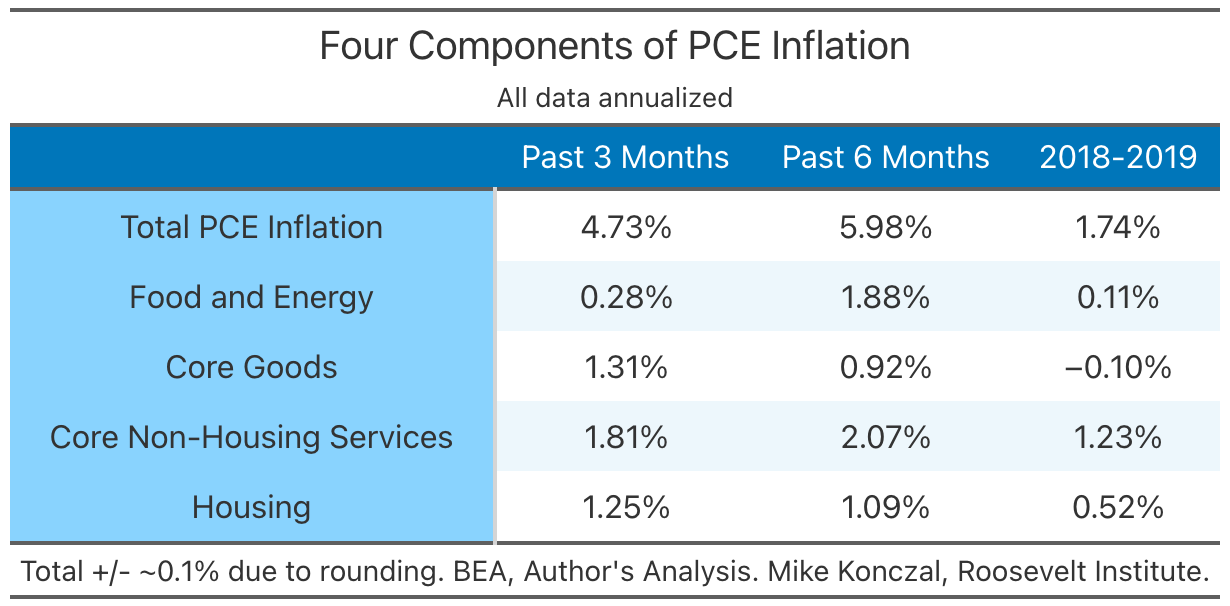 Four Components of PCE Inflation
All data annualized
Past 3 Months Past 6 Months 2018-2019
Total PCE Inflation 4.73% 5.98% 1.74%
Food and Energy 0.28% 1.88% 0.11%
Core Goods 1.31% 0.92% −0.10%
Core Non-Housing Services 1.81% 2.07% 1.23%
Housing 1.25% 1.09% 0.52%
Total +/- ~0.1% due to rounding. BEA, Author's Analysis. Mike Konczal, Roosevelt Institute.